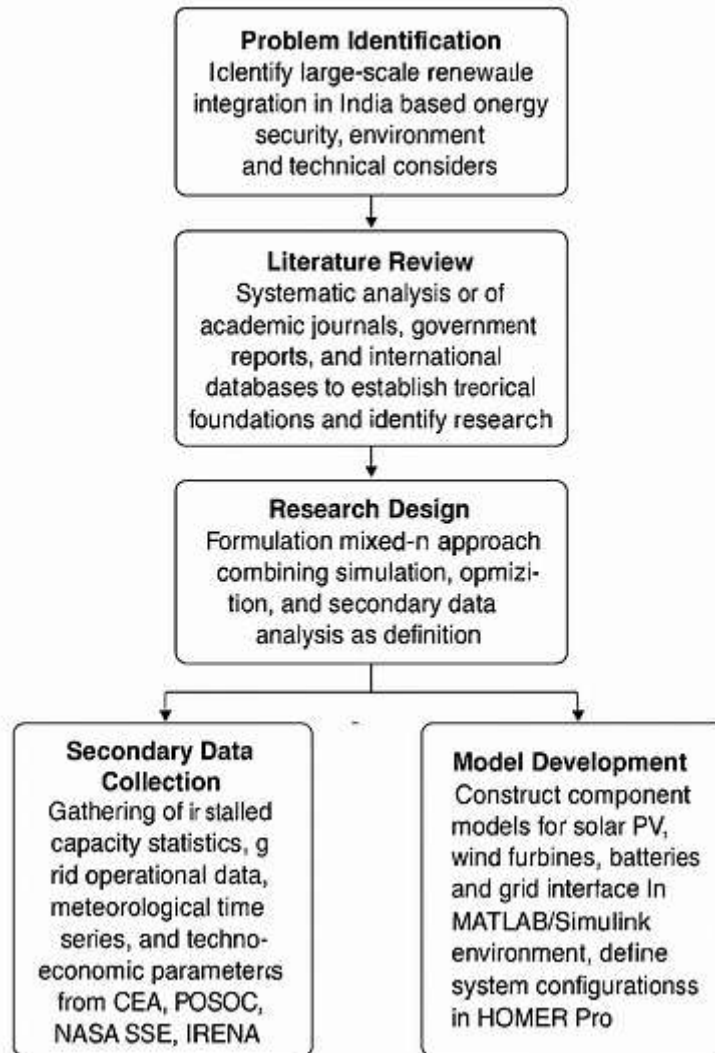 Problem Identification
Iclentify large-scale renewatle
integration in India based onergy
security, environment
and technical considers
Literature Review
Systematic analysis or of
academic journals, government
reports, and international
databases to establish treorical
foundations and identify research
Research Design
Formulation mixed-n approach
combining simulation, opmizi-
tion, and secondary data
analysis as definition
Secondary Data
Collection
Gathering of ir stalled
capacity statistics, g
rid operational data,
meteorological time
series, and techno-
economic parameterıs
from CEA, POSOC,
NASA SSE, IRENA
Model Development
Construct component
models for solar PV,
wind furbines, batteries
and grid interface In
MATLAB/Simulink
environment, define
system configurationss
in HOMER Pro